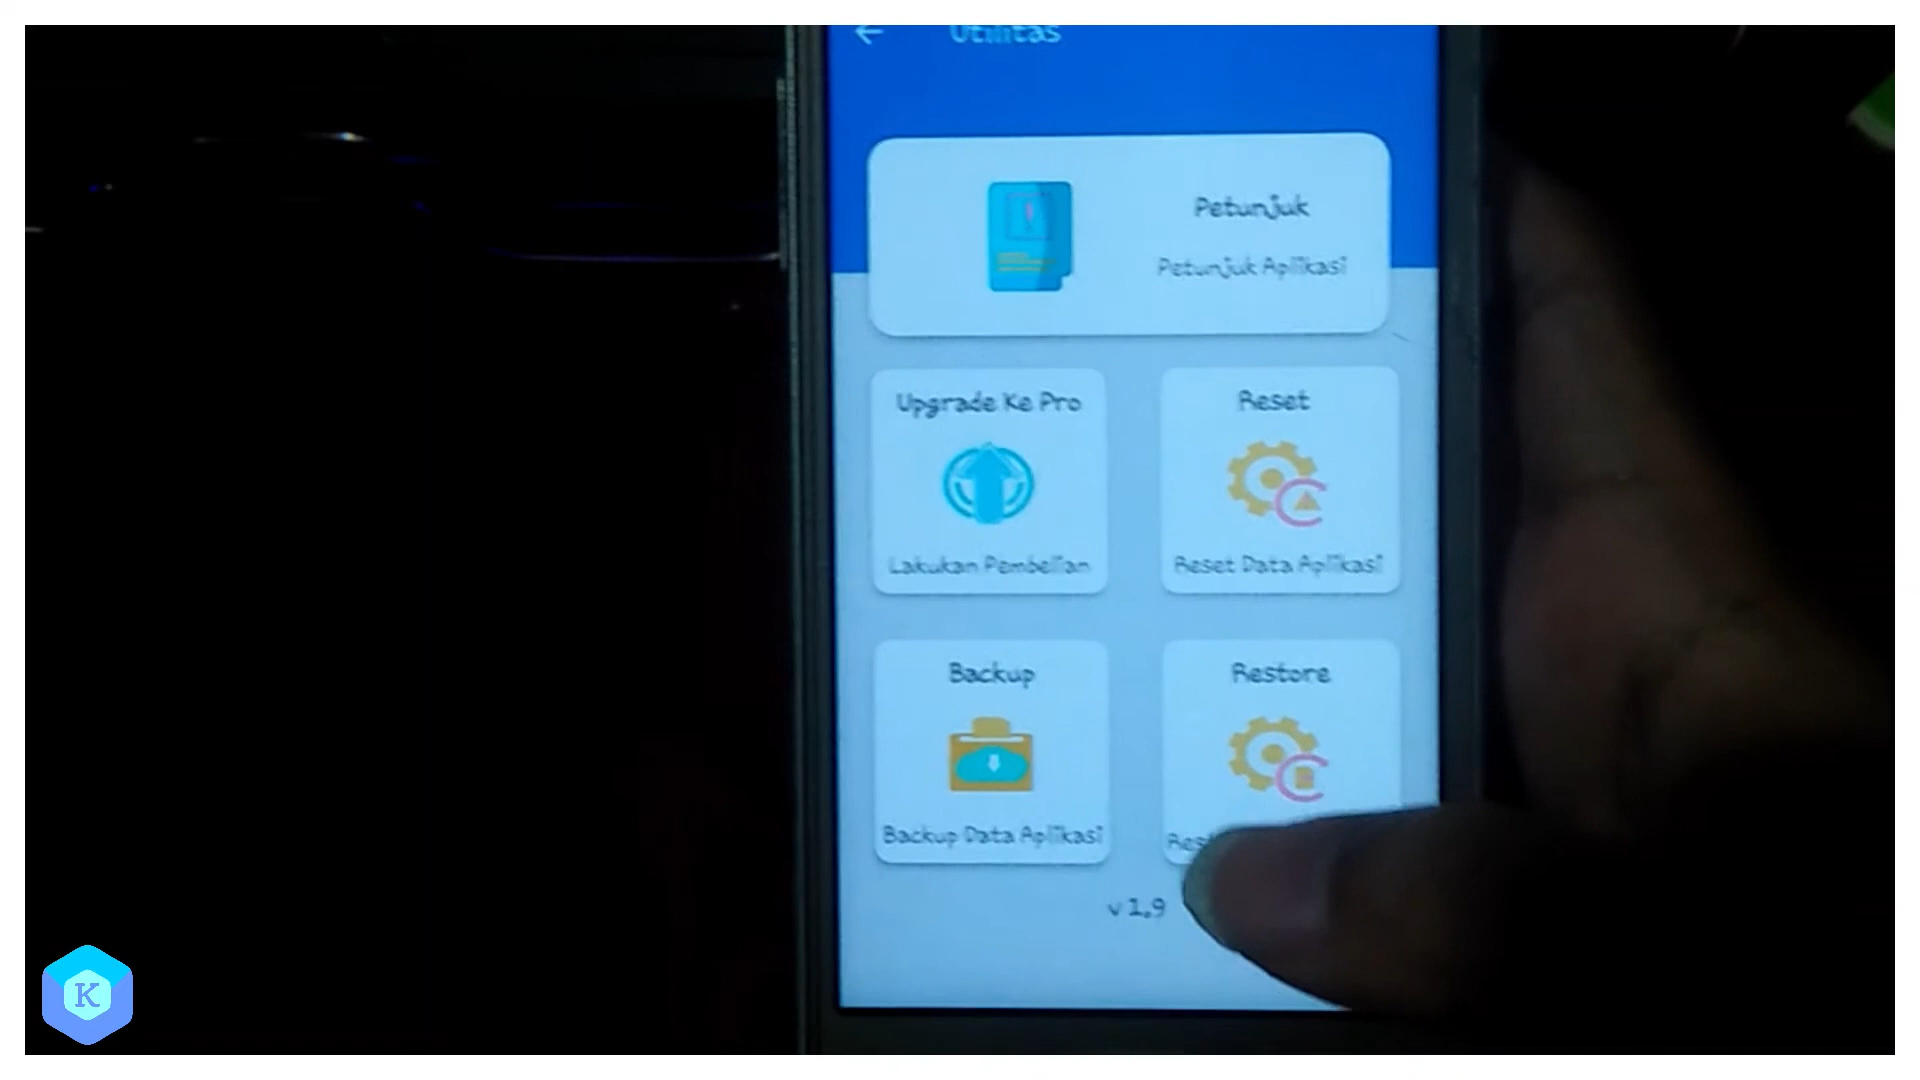 Utilitas
Petunjuk
Petunjuk Aplikasi
Upgrade Ke Pro
Reset
Lakukan Pembelian
Reset Data Aplikasi
Backup
Restore
Backup Data Aplikasi
v 1.9
K